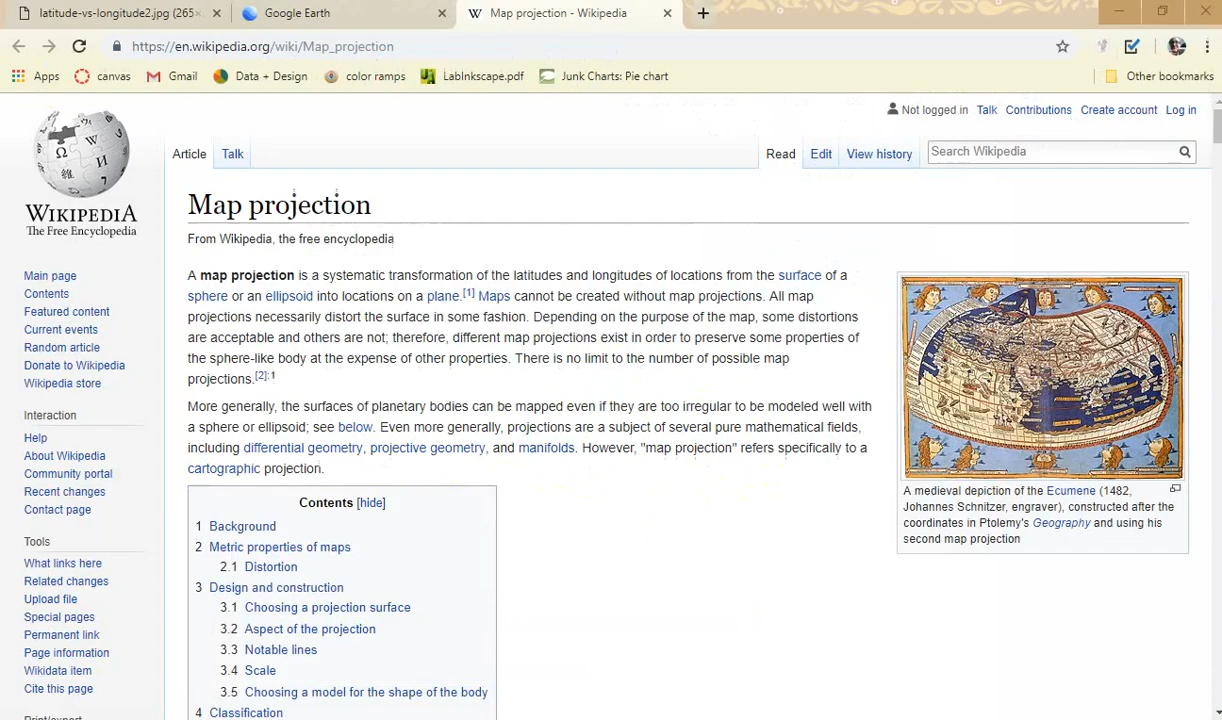 latitude-vs-longitude2.jpg (265×
Google Earth
Map projection - Wikipedia
https://en.wikipedia.org/wiki/Map_projection
Apps canvas Gmail Data + Design color ramps LabInkscape.pdf Junk Charts: Pie chart Other bookmarks
Not logged in Talk Contributions Create account Log in
Article Talk Read Edit View history Search Wikipedia
WIKIPEDIA
The Free Encyclopedia
Main page
Contents
Featured content
Current events
Random article
Donate to Wikipedia
Wikipedia store
Interaction
Help
About Wikipedia
Community portal
Recent changes
Contact page
Tools
What links here
Related changes
Upload file
Special pages
Permanent link
Page information
Wikidata item
Cite this page
Print/export
Map projection
From Wikipedia, the free encyclopedia
A map projection is a systematic transformation of the latitudes and longitudes of locations from the surface of a
sphere or an ellipsoid into locations on a plane.[1] Maps cannot be created without map projections. All map
projections necessarily distort the surface in some fashion. Depending on the purpose of the map, some distortions
are acceptable and others are not; therefore, different map projections exist in order to preserve some properties of
the sphere-like body at the expense of other properties. There is no limit to the number of possible map
projections.[2]:1
More generally, the surfaces of planetary bodies can be mapped even if they are too irregular to be modeled well with
a sphere or ellipsoid; see below. Even more generally, projections are a subject of several pure mathematical fields,
including differential geometry, projective geometry, and manifolds. However, "map projection" refers specifically to a
cartographic projection.
Contents [hide]
1 Background
2 Metric properties of maps
2.1 Distortion
3 Design and construction
3.1 Choosing a projection surface
3.2 Aspect of the projection
3.3 Notable lines
3.4 Scale
3.5 Choosing a model for the shape of the body
4 Classification
A medieval depiction of the Ecumene (1482,
Johannes Schnitzer, engraver), constructed after the
coordinates in Ptolemy's Geography and using his
second map projection